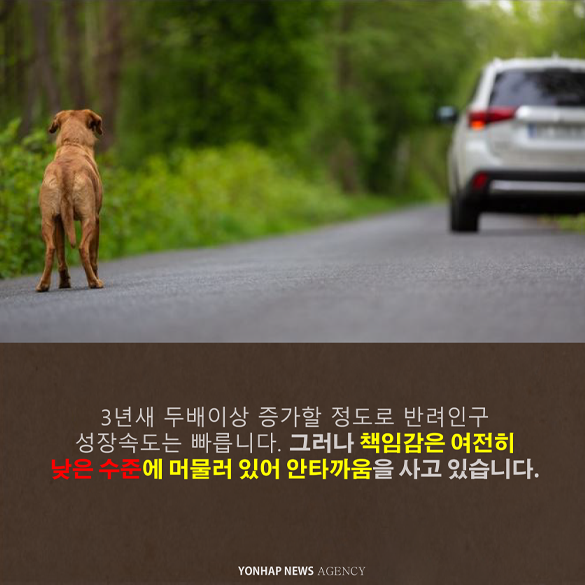 3년새 두배이상 증가할 정도로 반려인구
성장속도는 빠릅니다. 그러나 책임감은 여전히
낮은 수준에 머물러 있어 안타까움을 사고 있습니다.
YONHAP NEWS AGENCY